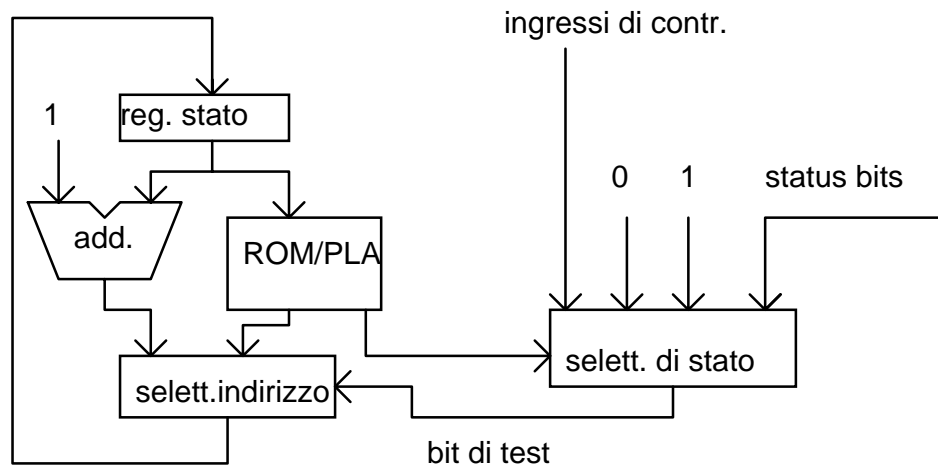 ingressi di contr.
1
reg. stato
0
1
status bits
add.
ROM/PLA
selett. di stato
selett.indirizzo
bit di test